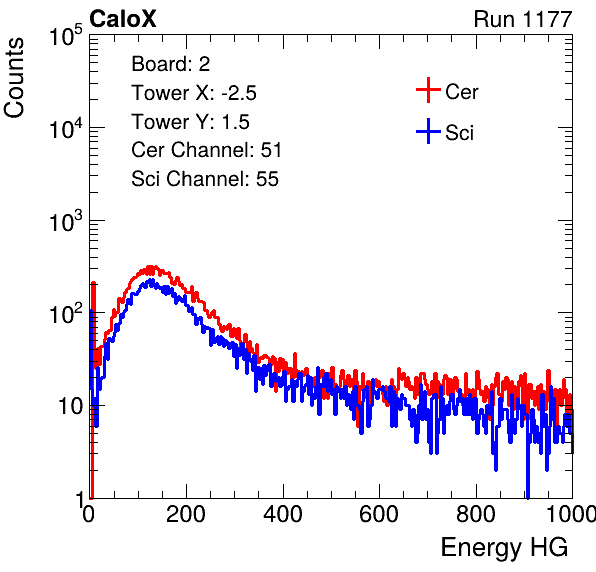 CaloX Run 1177
Counts
10^5
10^4
10^3
10^2
10
1
Board: 2
Tower X: -2.5
Tower Y: 1.5
Cer Channel: 51
Sci Channel: 55
Cer
Sci
0 200 400 600 800 1000
Energy HG